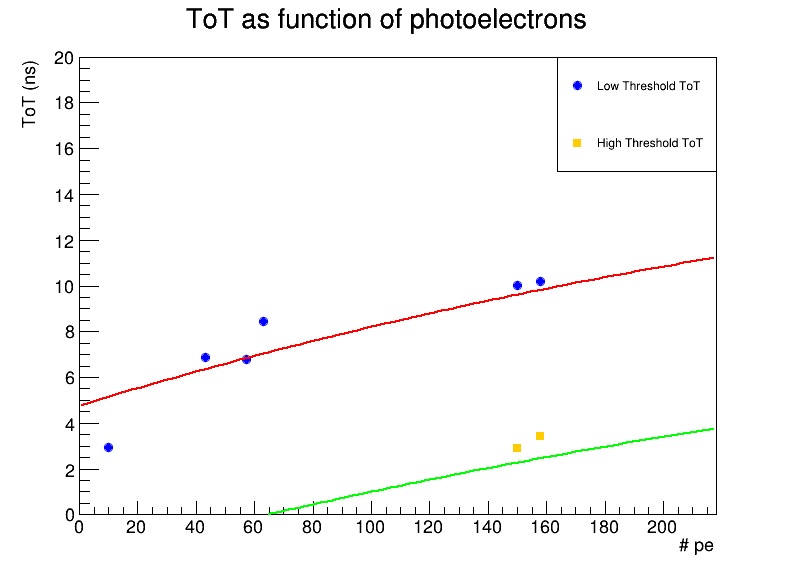 ToT as function of photoelectrons
ToT (ns)
20
18
16
14
12
10
8
6
4
2
0
Low Threshold ToT
High Threshold ToT
0 20 40 60 80 100 120 140 160 180 200
# pe